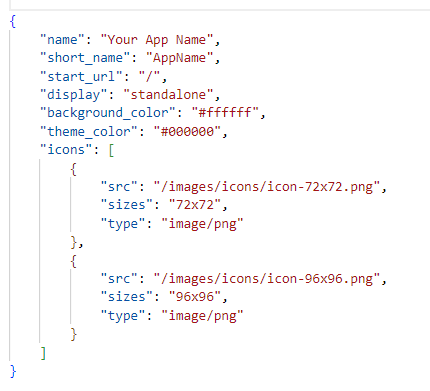 {
    "name": "Your App Name",
    "short_name": "AppName",
    "start_url": "/",
    "display": "standalone",
    "background_color": "#ffffff",
    "theme_color": "#000000",
    "icons": [
        {
            "src": "/images/icons/icon-72x72.png",
            "sizes": "72x72",
            "type": "image/png"
        },
        {
            "src": "/images/icons/icon-96x96.png",
            "sizes": "96x96",
            "type": "image/png"
        }
    ]
}